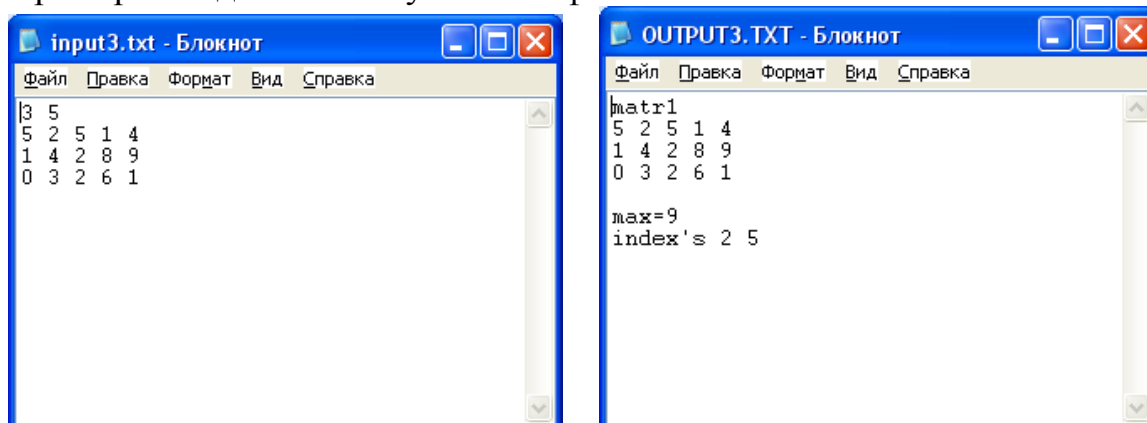 input3.txt - Блокнот
Файл Правка Формат Вид Справка
3 5
5 2 5 1 4
1 4 2 8 9
0 3 2 6 1
OUTPUT3.TXT - Блокнот
Файл Правка Формат Вид Справка
matr1
5 2 5 1 4
1 4 2 8 9
0 3 2 6 1
max=9
index's 2 5